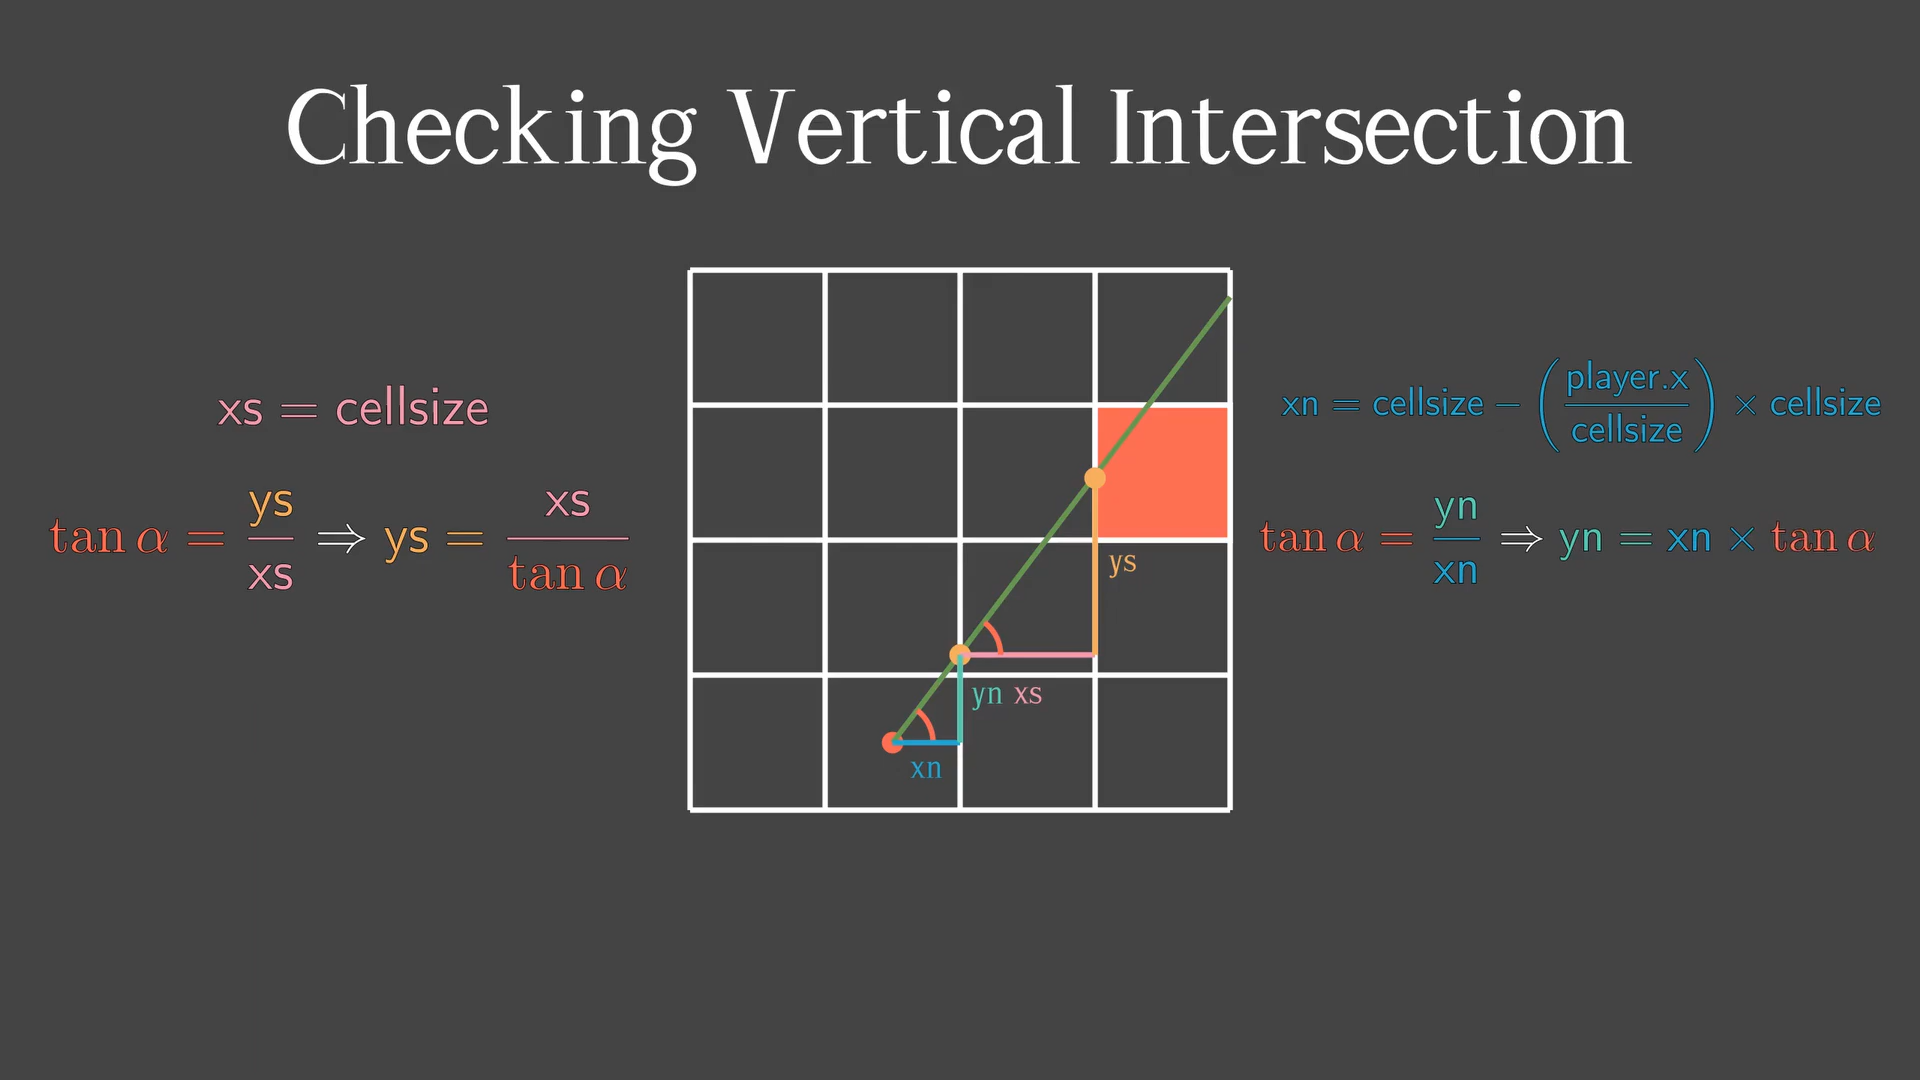 Checking Vertical Intersection
xs = cellsize
tan α = ys/xs ⇒ ys = xs/tan α
ys
yn xs
xn
xn = cellsize − (player.x/cellsize) × cellsize
tan α = yn/xn ⇒ yn = xn × tan α